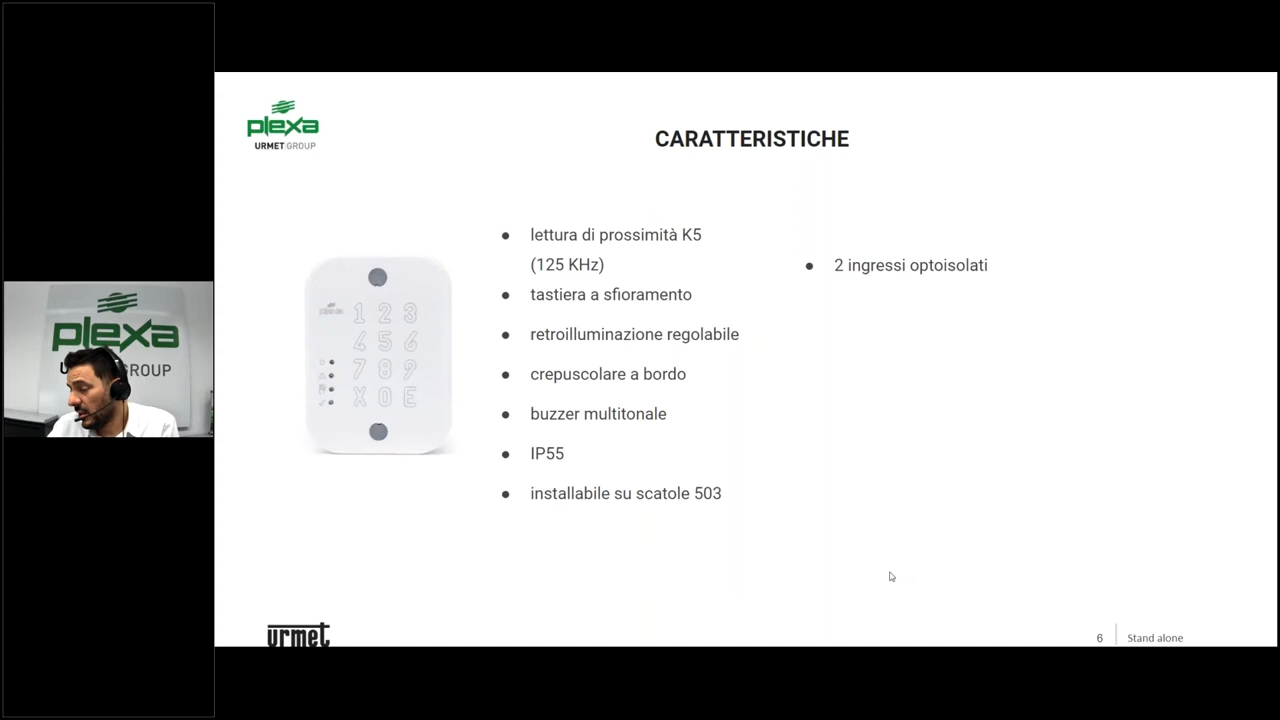 plexa
URMET GROUP
CARATTERISTICHE
lettura di prossimità K5
(125 KHz)
tastiera a sfioramento
retroilluminazione regolabile
crepuscolare a bordo
buzzer multitonale
IP55
installabile su scatole 503
2 ingressi optoisolati
1 2 3
4 5 6
7 8 9
X 0 E
plexa
GROUP
urmet
6
Stand alone